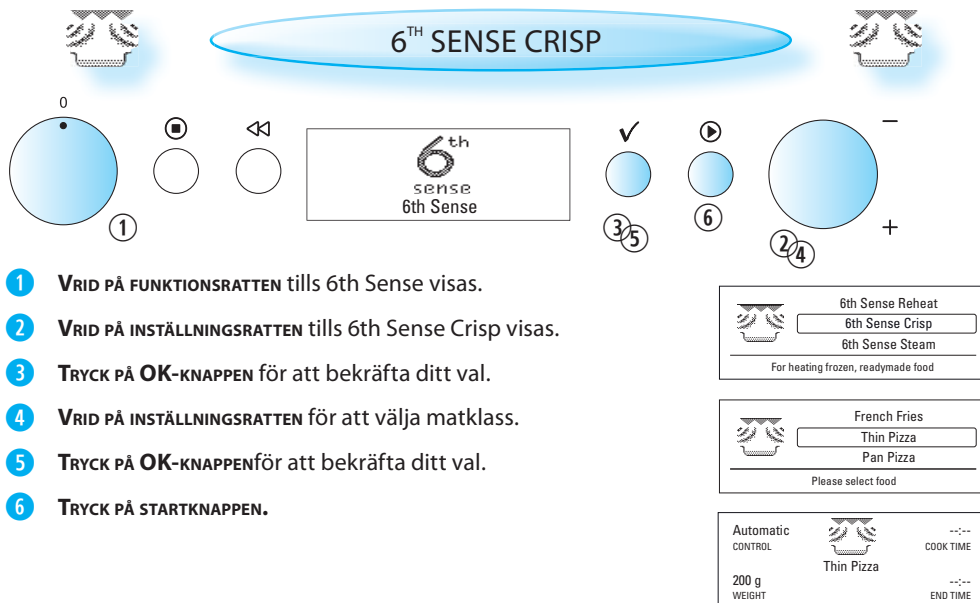 6TH SENSE CRISP
0
6th
sense
6th Sense
−
+
1
3
5
6
2
4
1 VRID PÅ FUNKTIONSRATTEN tills 6th Sense visas.
2 VRID PÅ INSTÄLLNINGSRATTEN tills 6th Sense Crisp visas.
3 TRYCK PÅ OK-KNAPPEN för att bekräfta ditt val.
4 VRID PÅ INSTÄLLNINGSRATTEN för att välja matklass.
5 TRYCK PÅ OK-KNAPPENför att bekräfta ditt val.
6 TRYCK PÅ STARTKNAPPEN.
6th Sense Reheat
6th Sense Crisp
6th Sense Steam
For heating frozen, readymade food
French Fries
Thin Pizza
Pan Pizza
Please select food
Automatic --:--
CONTROL COOK TIME
Thin Pizza
200 g --:--
WEIGHT END TIME